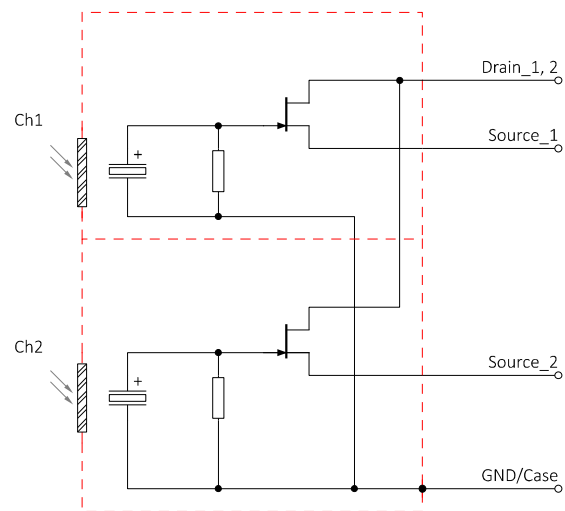 Drain_1, 2
Ch1
Source_1
+
Ch2
Source_2
+
GND/Case